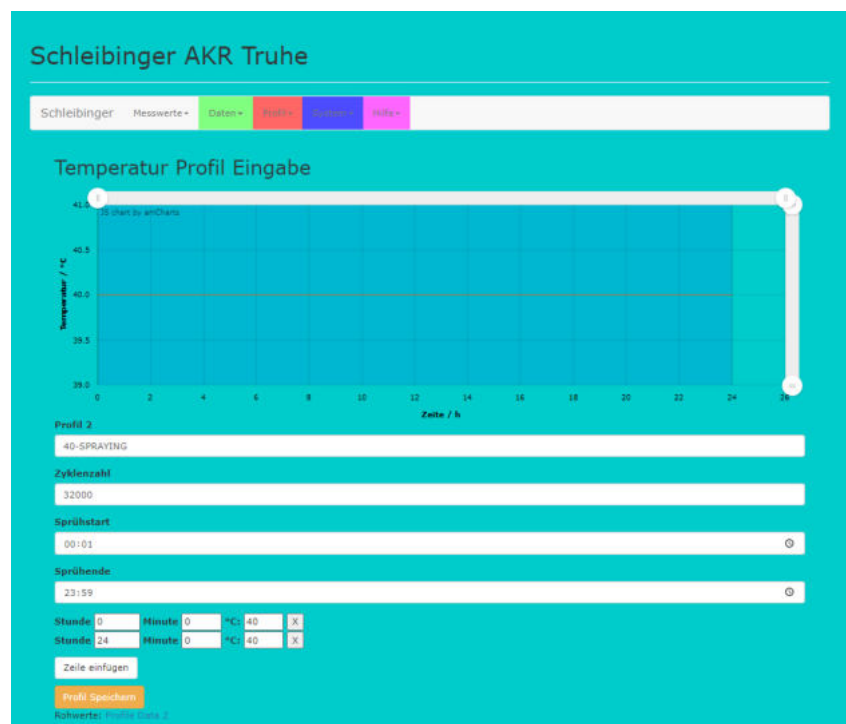 Schleibinger AKR Truhe
Schleibinger Messwerte Daten Profil System Hilfe
Temperatur Profil Eingabe
JS chart by amCharts
41.0
40.5
40.0
39.5
39.0
Temperatur / °C
0 2 4 6 8 10 12 14 16 18 20 22 24 26
Zeite / h
Profil 2
40-SPRAYING
Zyklenzahl
32000
Sprühstart
00:01
Sprühende
23:59
Stunde 0 Minute 0 °C: 40 X
Stunde 24 Minute 0 °C: 40 X
Zeile einfügen
Profil Speichern
Rohwerte: Profile Data 2